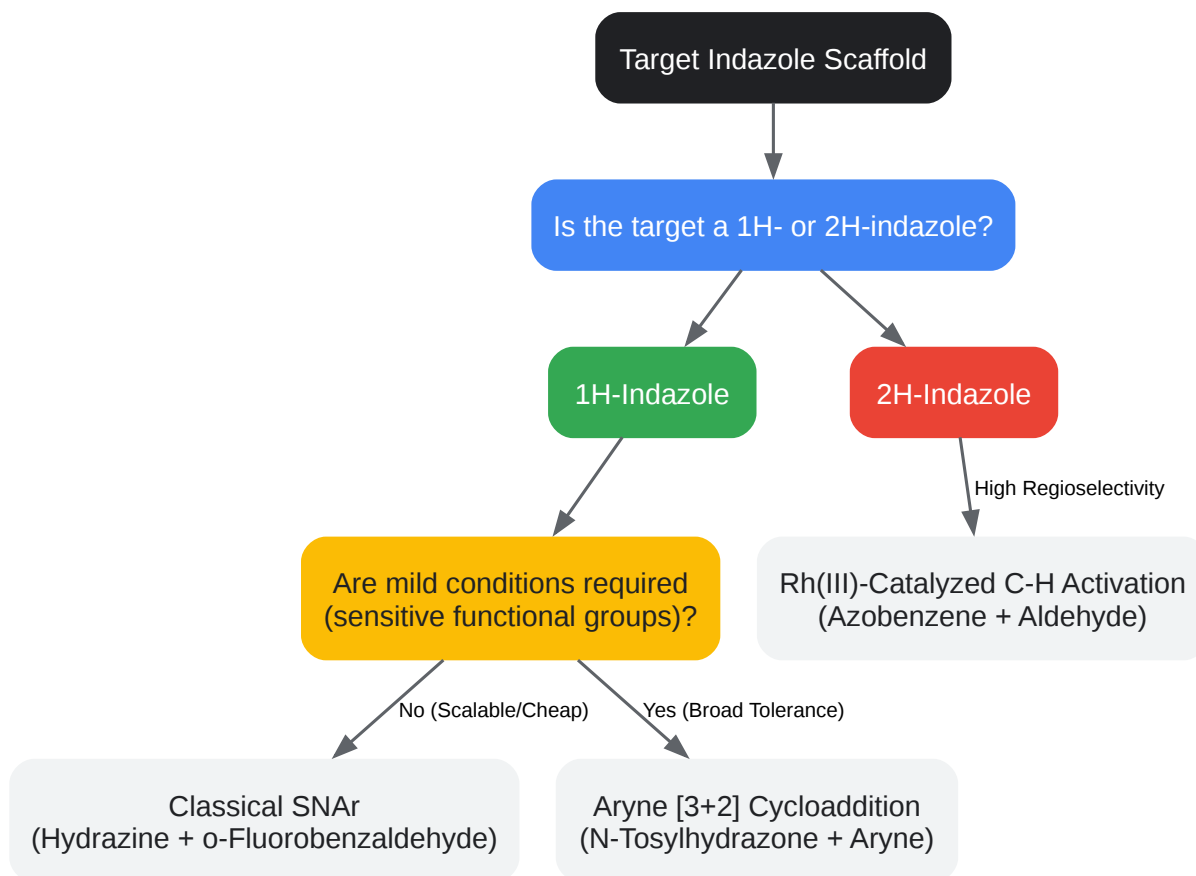 Target Indazole Scaffold
Is the target a 1H- or 2H-indazole?
1H-Indazole
2H-Indazole
High Regioselectivity
Are mild conditions required
(sensitive functional groups)?
Rh(III)-Catalyzed C-H Activation
(Azobenzene + Aldehyde)
No (Scalable/Cheap)
Yes (Broad Tolerance)
Classical SNAr
(Hydrazine + o-Fluorobenzaldehyde)
Aryne [3+2] Cycloaddition
(N-Tosylhydrazone + Aryne)